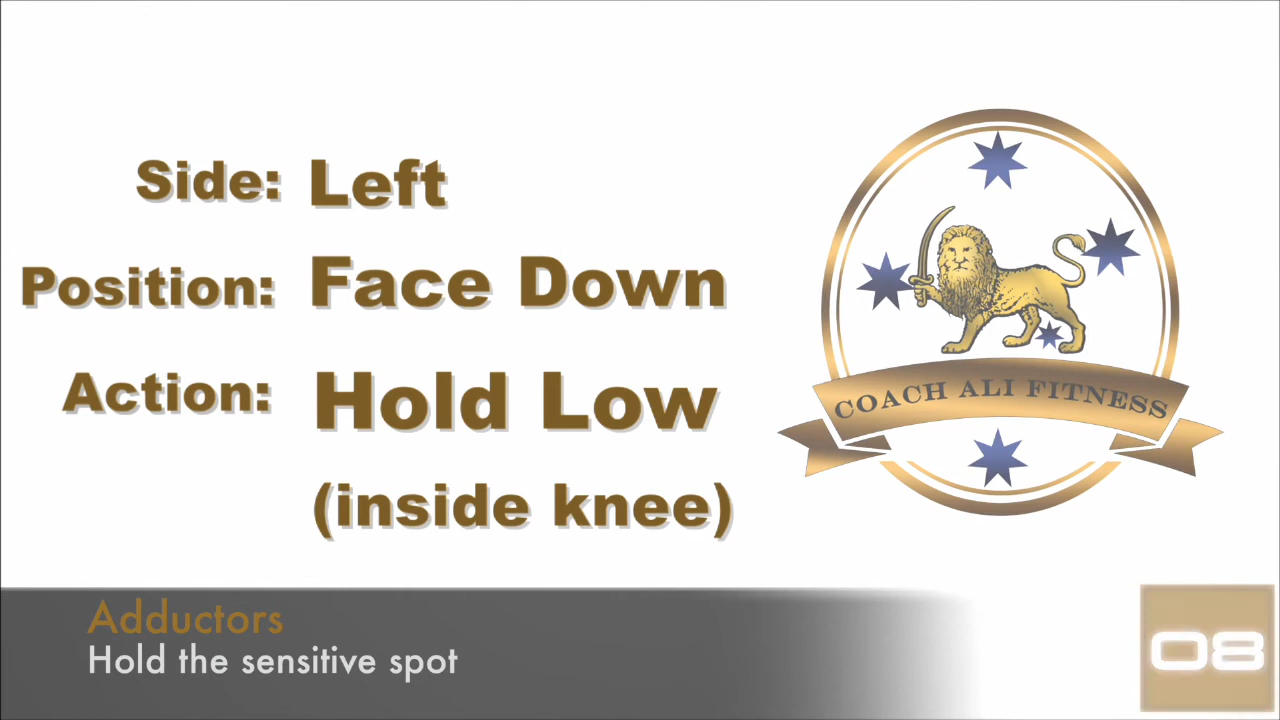 Side: Left
Position: Face Down
Action: Hold Low
(inside knee)
COACH ALI FITNESS
Adductors
Hold the sensitive spot
08